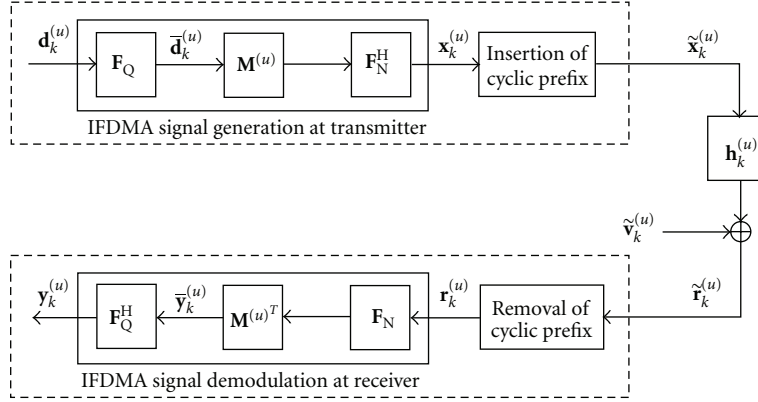 d_k^(u)
F_Q
d̅_k^(u)
M^(u)
F_N^H
x_k^(u)
Insertion of
cyclic prefix
x̃_k^(u)
IFDMA signal generation at transmitter
h_k^(u)
ṽ_k^(u)
y_k^(u)
F_Q^H
y̅_k^(u)
M^(u)^T
F_N
r_k^(u)
Removal of
cyclic prefix
r̃_k^(u)
IFDMA signal demodulation at receiver